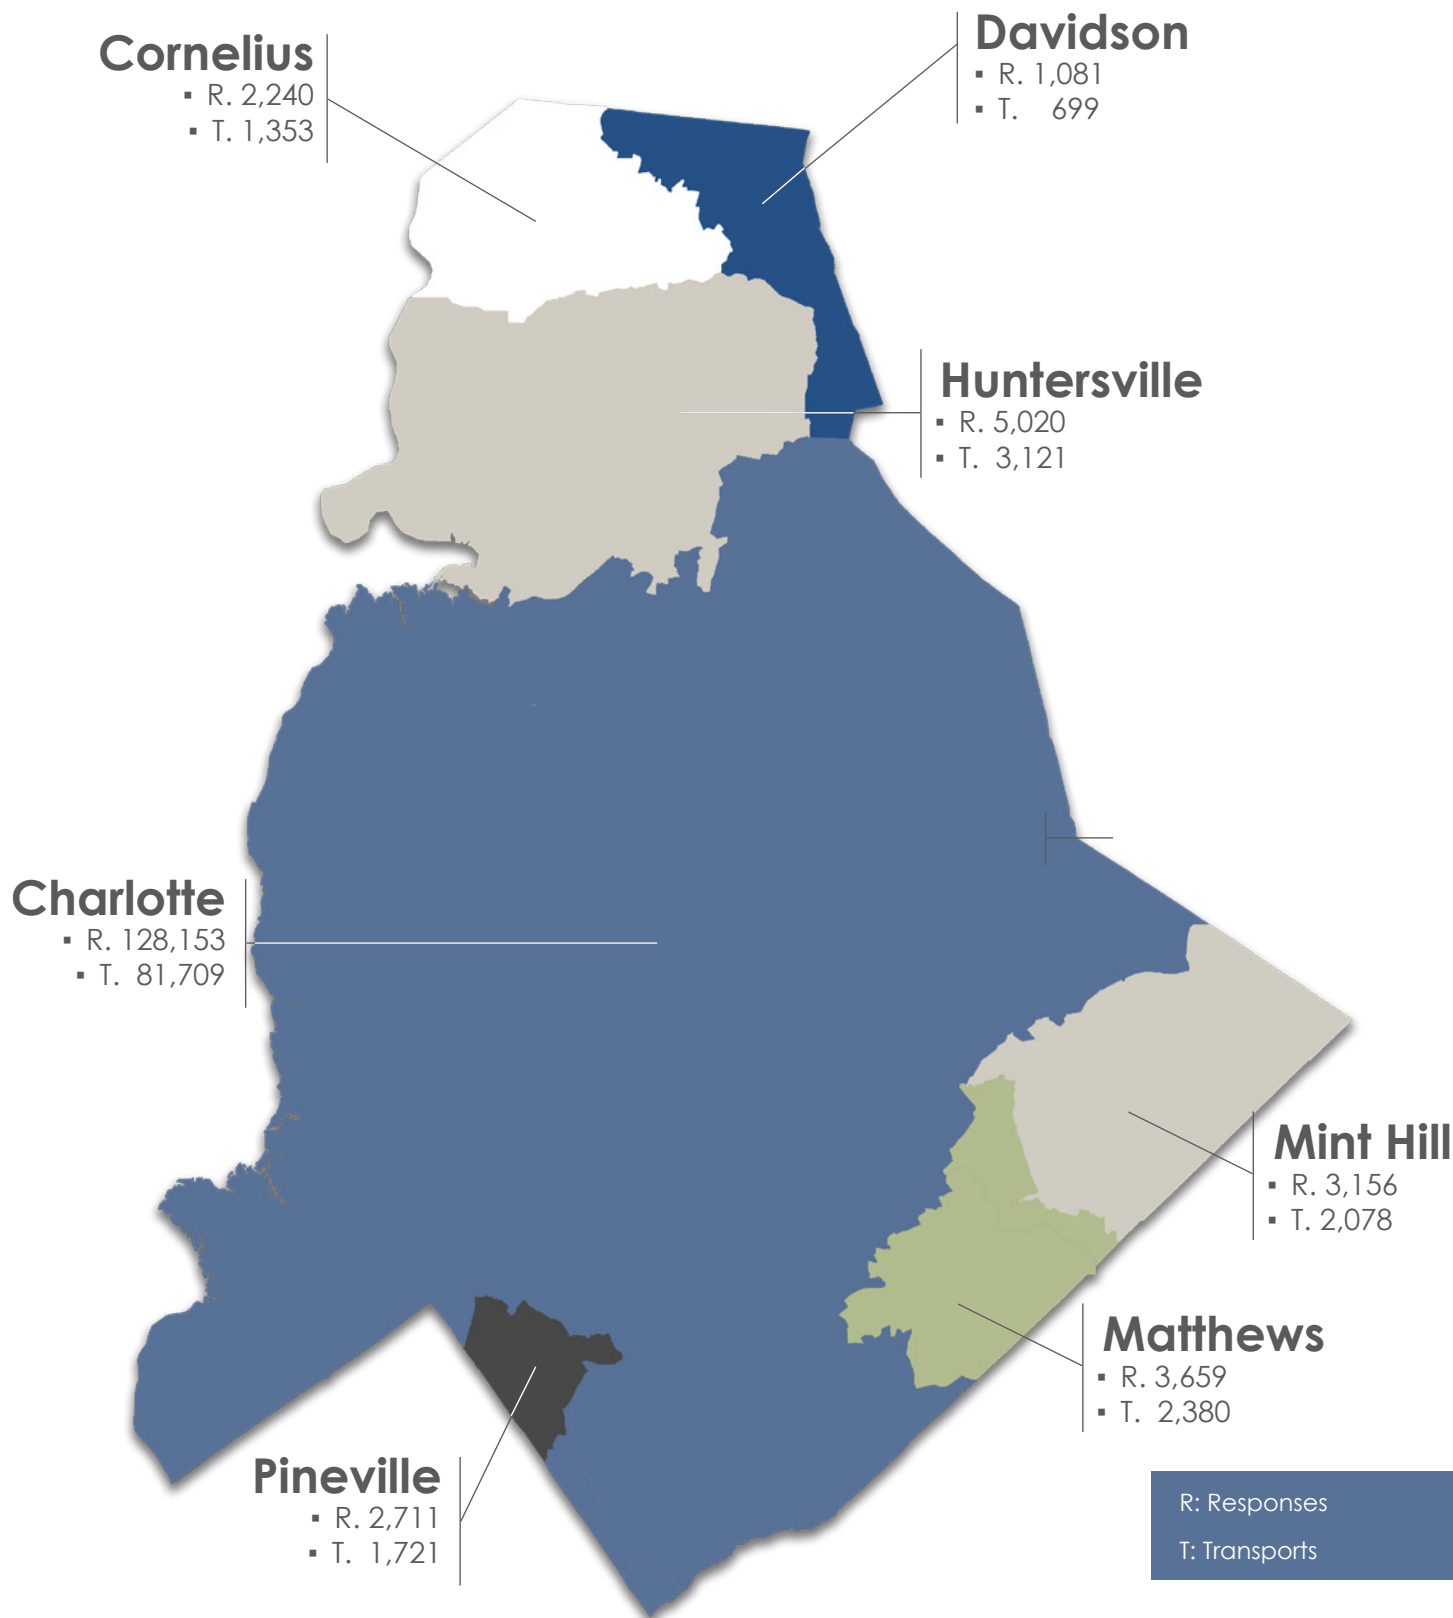 Cornelius
▪ R. 2,240
▪ T. 1,353
Davidson
▪ R. 1,081
▪ T. 699
Huntersville
▪ R. 5,020
▪ T. 3,121
Charlotte
▪ R. 128,153
▪ T. 81,709
Mint Hill
▪ R. 3,156
▪ T. 2,078
Matthews
▪ R. 3,659
▪ T. 2,380
Pineville
▪ R. 2,711
▪ T. 1,721
R: Responses
T: Transports